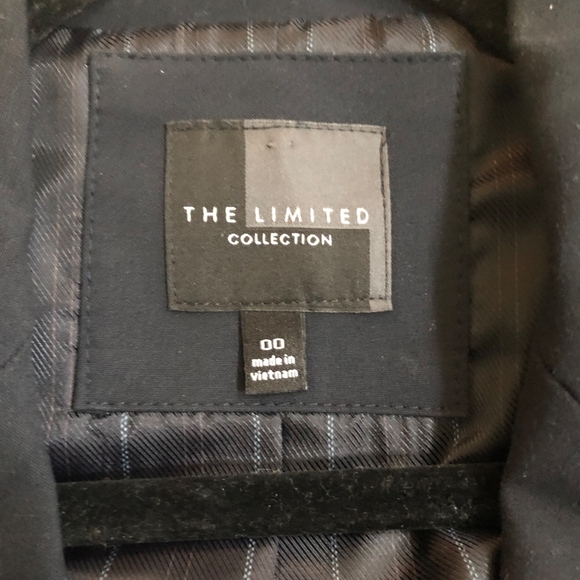 THE LIMITED
COLLECTION
00
made in
vietnam